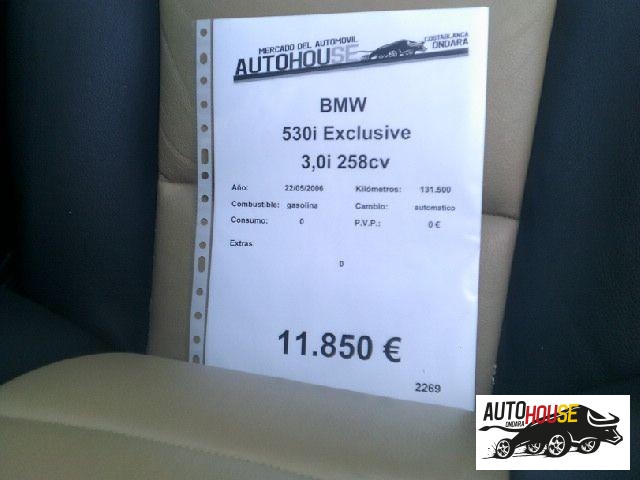 MERCADO DEL AUTOMÓVIL
COSTABLANCA
AUTOHOUSE
ONDARA
BMW
530i Exclusive
3,0i 258cv
Año: 22/05/2006 Kilómetros: 131.500
Combustible: gasolina Cambio: automatico
Consumo: 0 P.V.P.: 0 €
Extras:
0
11.850 €
2269
AUTOHOUSE
ONDARA